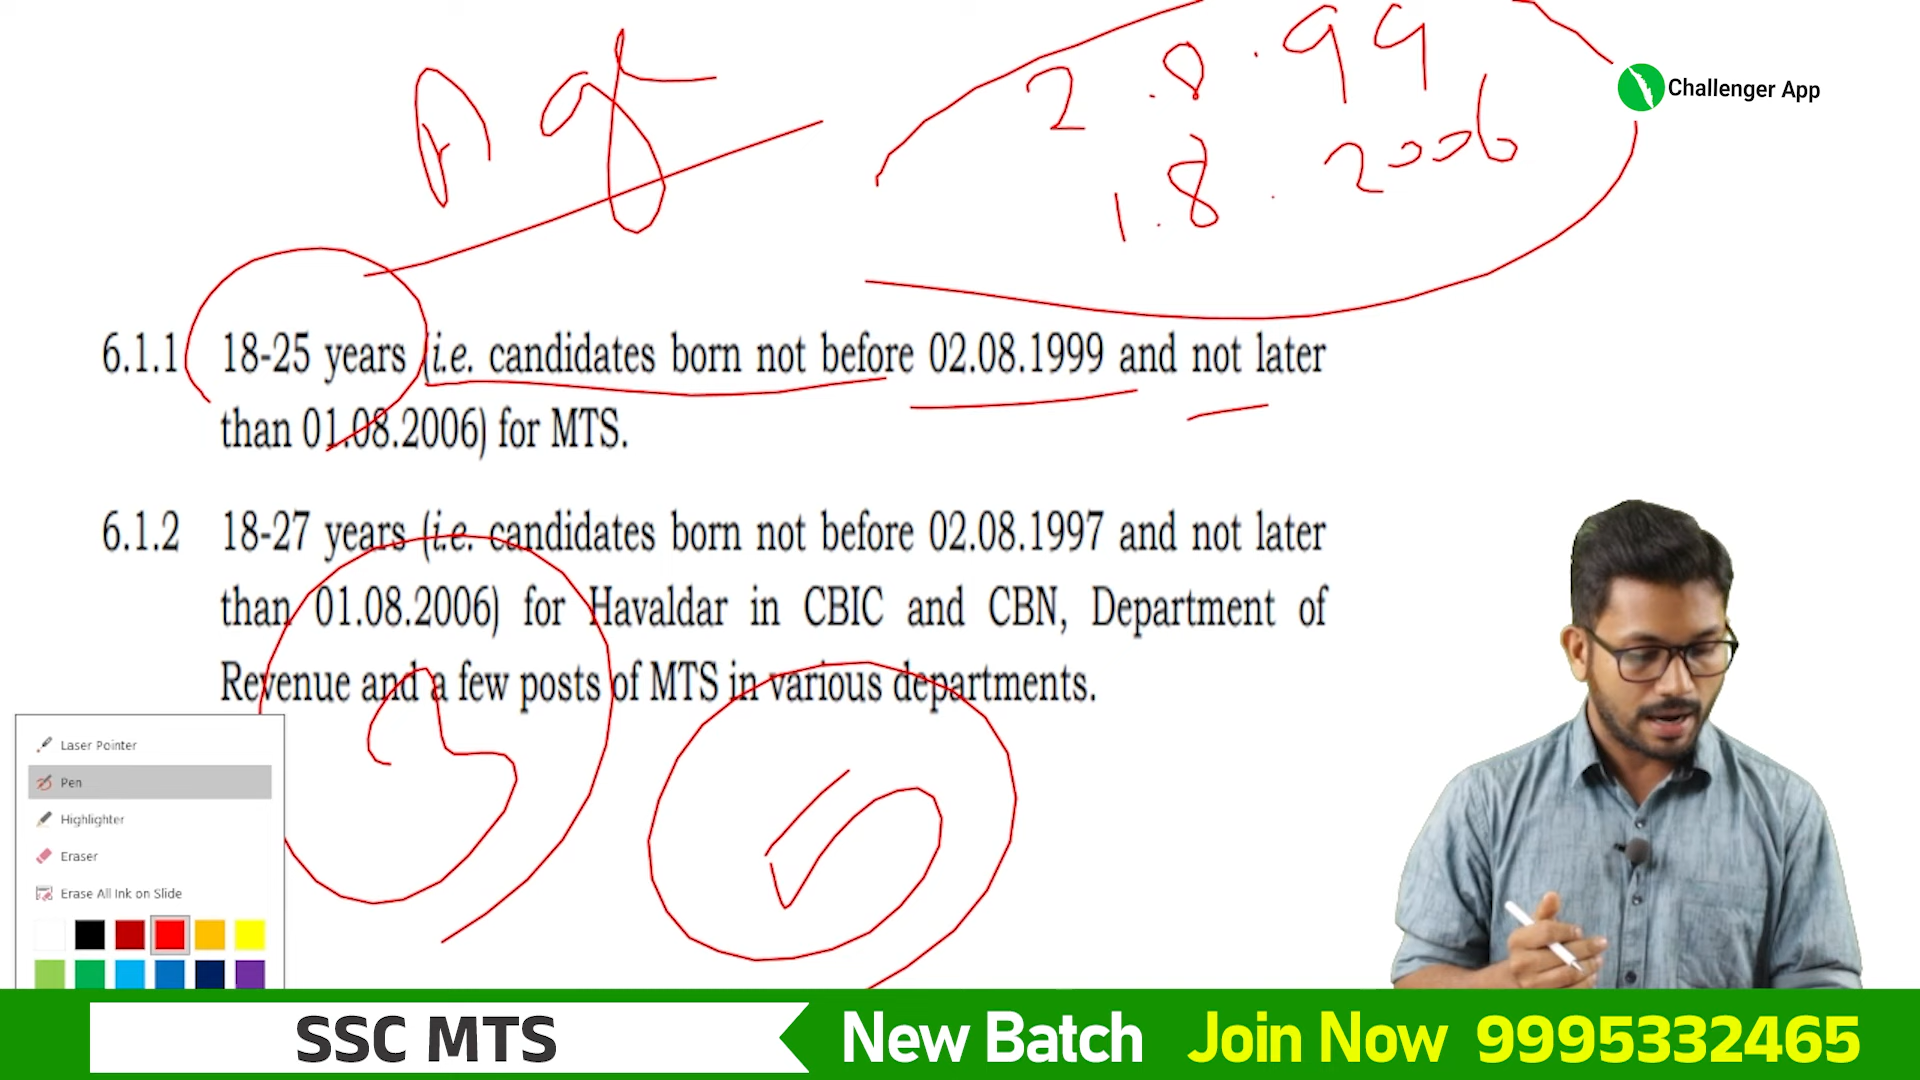 Age
2.8.99
1.8.2006
Challenger App
6.1.1 18-25 years (i.e. candidates born not before 02.08.1999 and not later
than 01.08.2006) for MTS.
6.1.2 18-27 years (i.e. candidates born not before 02.08.1997 and not later
than 01.08.2006) for Havaldar in CBIC and CBN, Department of
Revenue and a few posts of MTS in various departments.
3
5
Laser Pointer
Pen
Highlighter
Eraser
Erase All Ink on Slide
SSC MTS
New Batch Join Now 9995332465